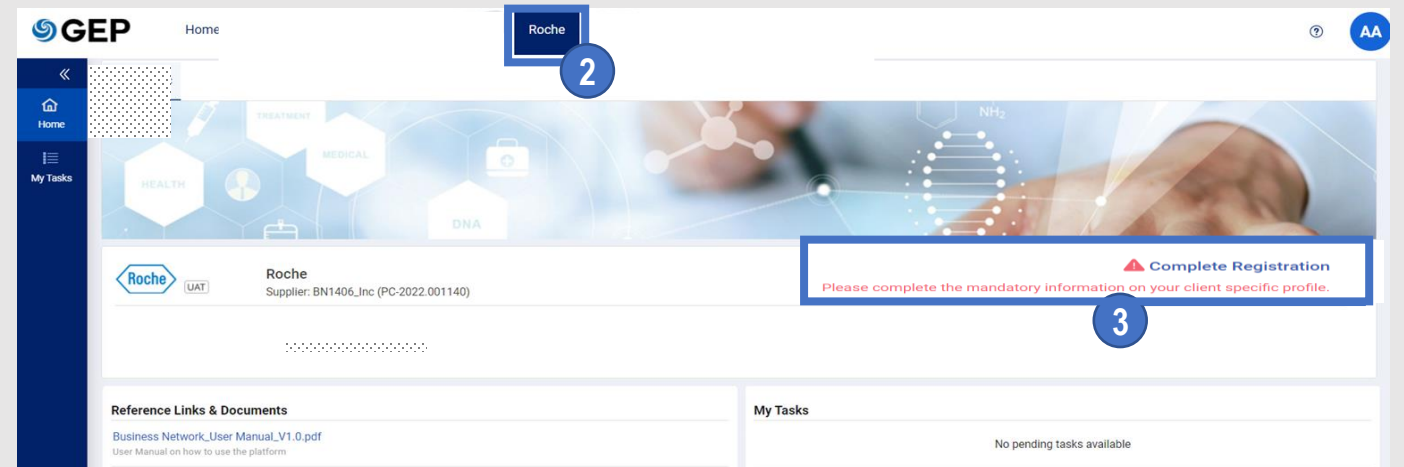 GEP
Home
Roche
?
AA
2
Home
My Tasks
TREATMENT
MEDICAL
HEALTH
DNA
NH₂
Roche
UAT
Roche
Supplier: BN1406_Inc (PC-2022.001140)
Complete Registration
Please complete the mandatory information on your client specific profile.
3
Reference Links & Documents
Business Network_User Manual_V1.0.pdf
User Manual on how to use the platform
My Tasks
No pending tasks available